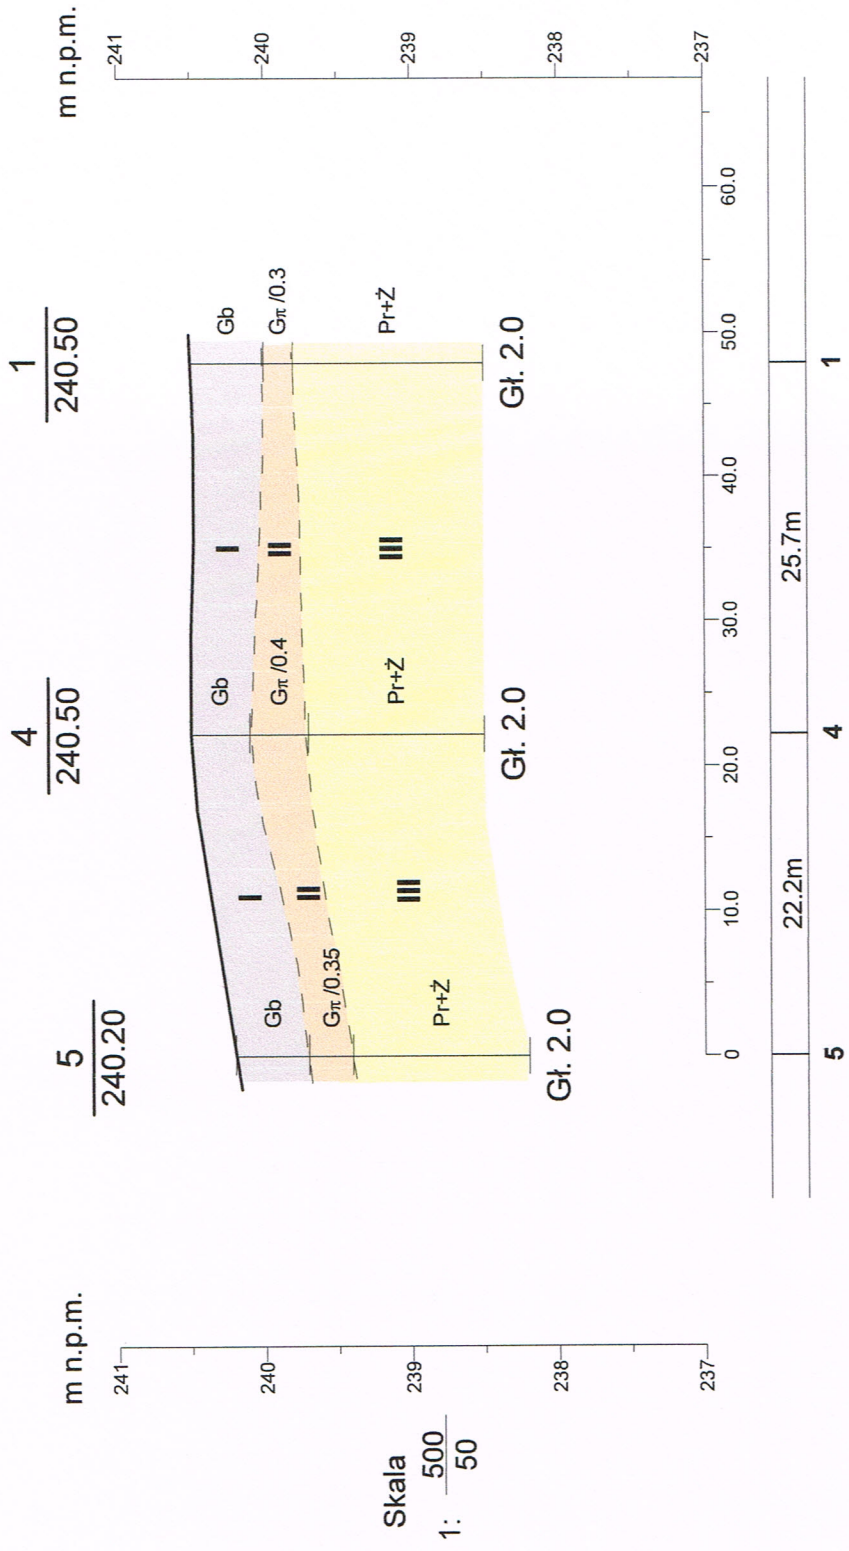 m n.p.m.
m n.p.m.
5
240.20
4
240.50
1
240.50
241
240
239
238
237
241
240
239
238
237
Gb
Gb
Gb
I
I
Gπ /0.35
Gπ /0.4
Gπ /0.3
II
II
Pr+Ż
Pr+Ż
Pr+Ż
III
III
Gł. 2.0
Gł. 2.0
Gł. 2.0
Skala
1: 500
50
0 10.0 20.0 30.0 40.0 50.0 60.0
22.2m 25.7m
5 4 1